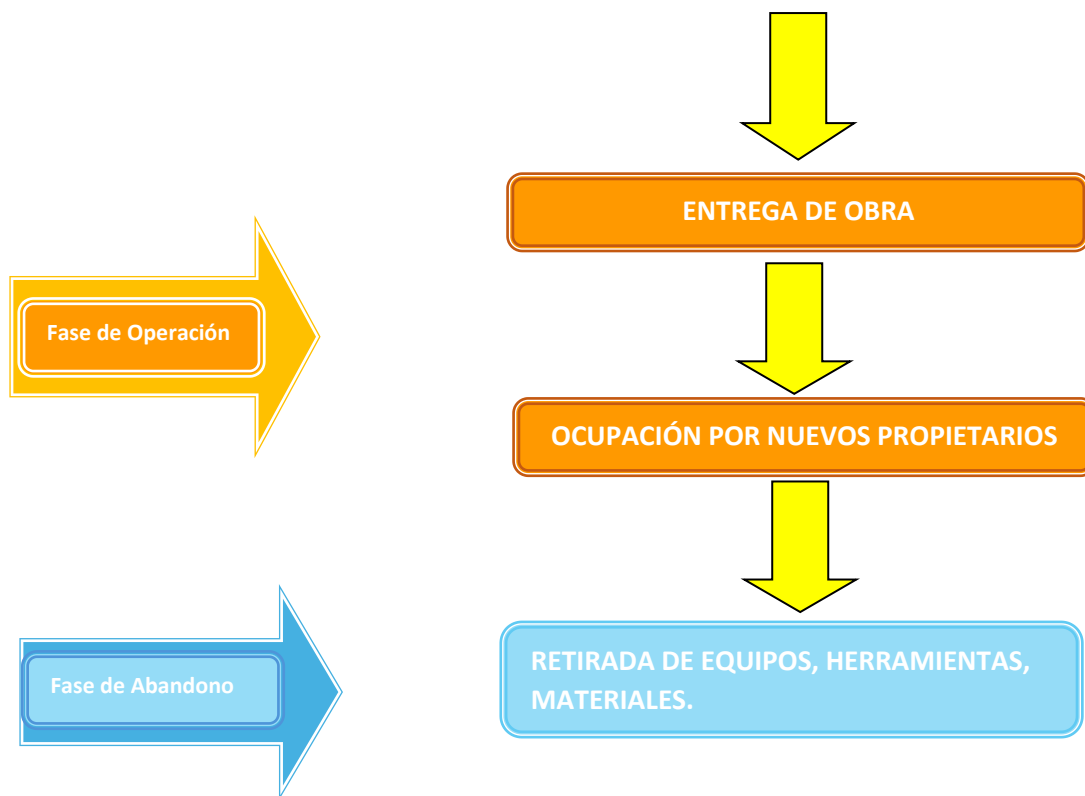 ENTREGA DE OBRA
Fase de Operación
OCUPACIÓN POR NUEVOS PROPIETARIOS
RETIRADA DE EQUIPOS, HERRAMIENTAS,
MATERIALES.
Fase de Abandono